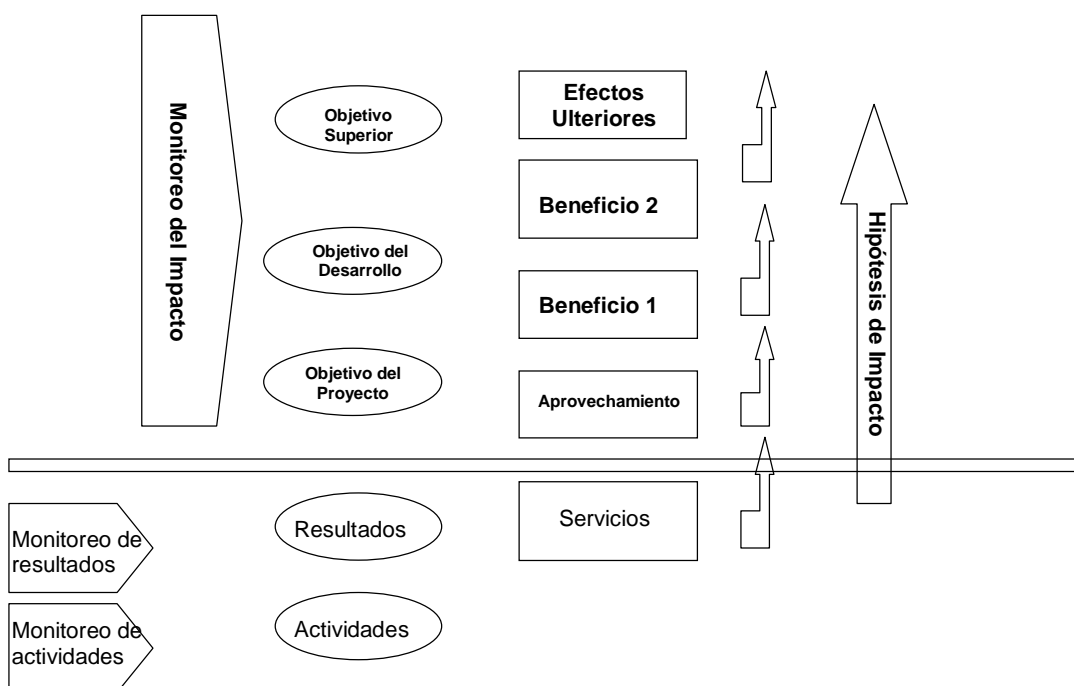 Monitoreo del Impacto
Objetivo
Superior
Efectos
Ulteriores
Beneficio 2
Objetivo del
Desarrollo
Beneficio 1
Objetivo del
Proyecto
Aprovechamiento
Hipótesis de Impacto
Monitoreo de
resultados
Resultados
Servicios
Monitoreo de
actividades
Actividades